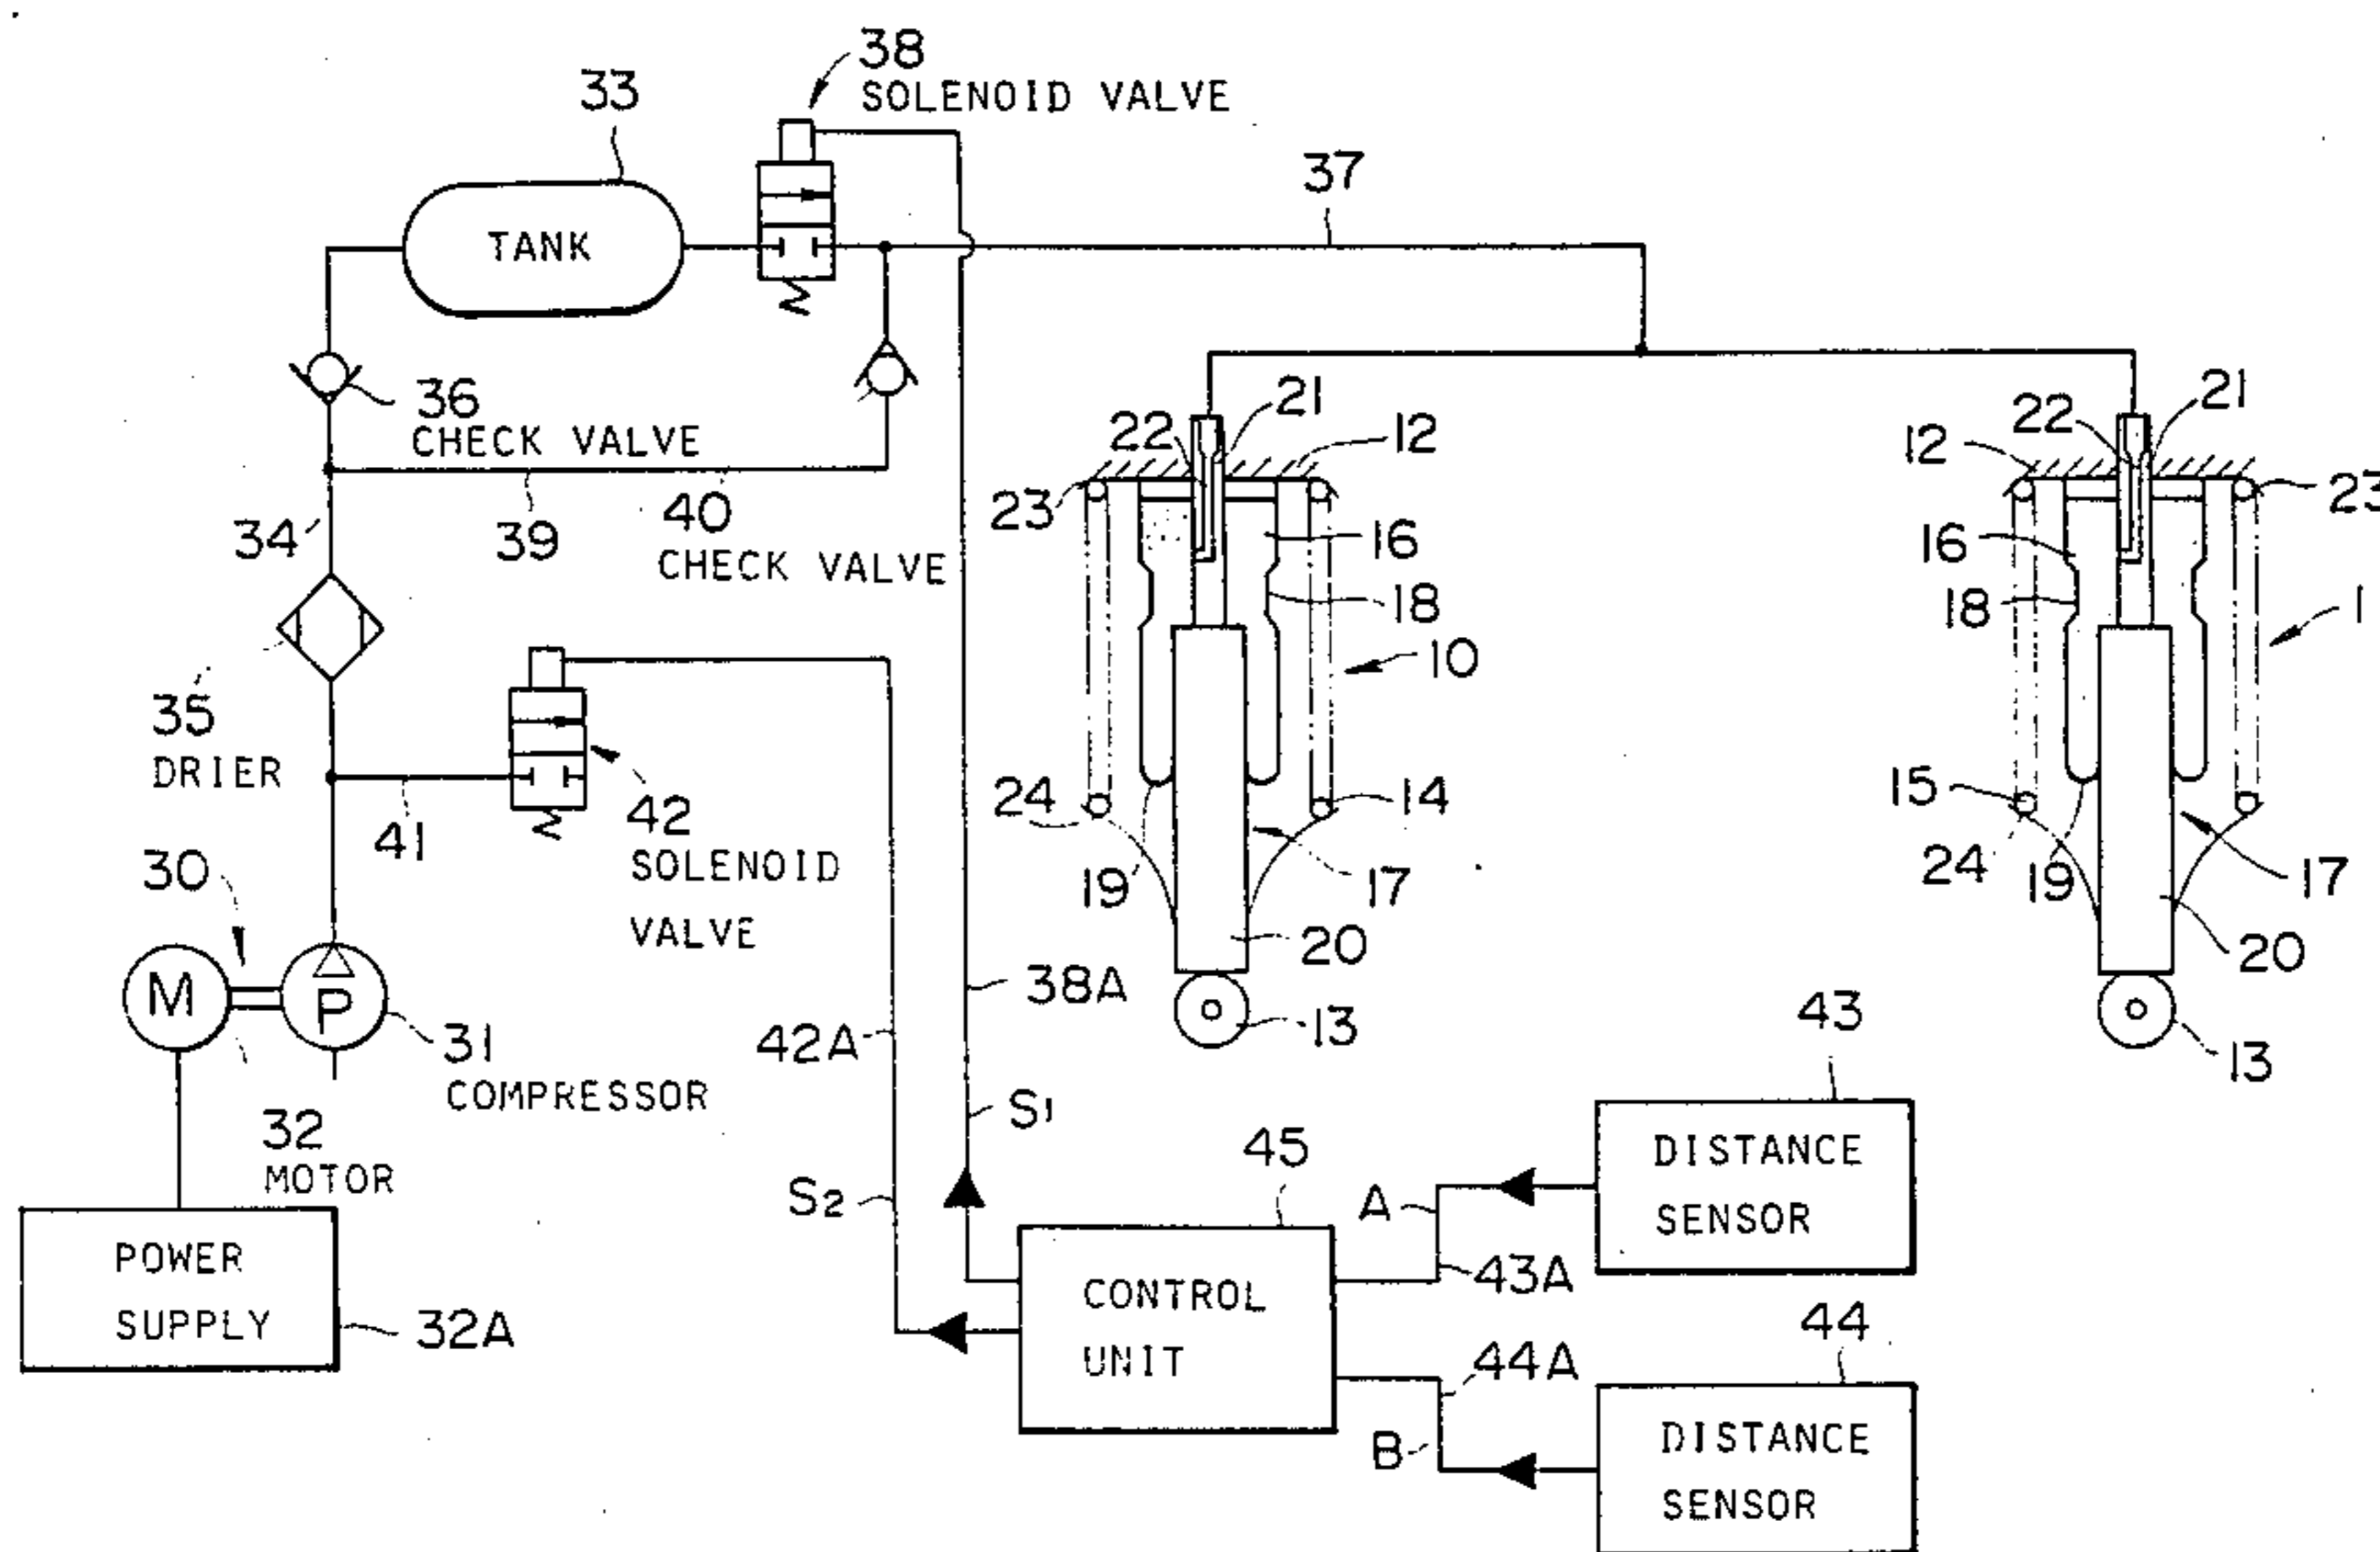 38
SOLENOID VALVE
33
TANK
37
36
CHECK VALVE
34
39
40
CHECK VALVE
35
DRIER
41
42
SOLENOID
VALVE
30
M
P
31
COMPRESSOR
32
MOTOR
POWER
SUPPLY
32A
22
21
12
23
16
18
10
24
14
19
17
20
13
12
22
21
23
16
18
1
15
24
19
17
20
13
38A
42A
S1
S2
45
CONTROL
UNIT
A
43A
44A
B
43
DISTANCE
SENSOR
44
DISTANCE
SENSOR